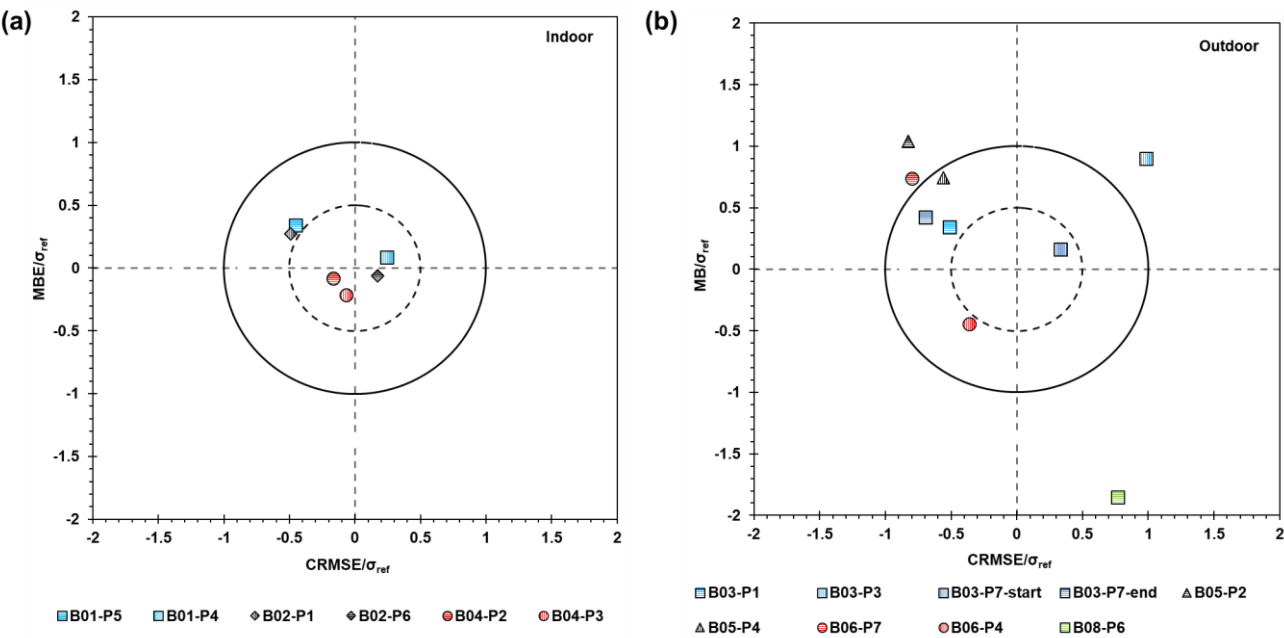 (a)
Indoor
2
1.5
1
0.5
0
-0.5
-1
-1.5
-2
MBE/σref
-2 -1.5 -1 -0.5 0 0.5 1 1.5 2
CRMSE/σref
B01-P5 B01-P4 B02-P1 B02-P6 B04-P2 B04-P3
(b)
Outdoor
2
1.5
1
0.5
0
-0.5
-1
-1.5
-2
MB/σref
-2 -1.5 -1 -0.5 0 0.5 1 1.5 2
CRMSE/σref
B03-P1 B03-P3 B03-P7-start B03-P7-end B05-P2
B05-P4 B06-P7 B06-P4 B08-P6